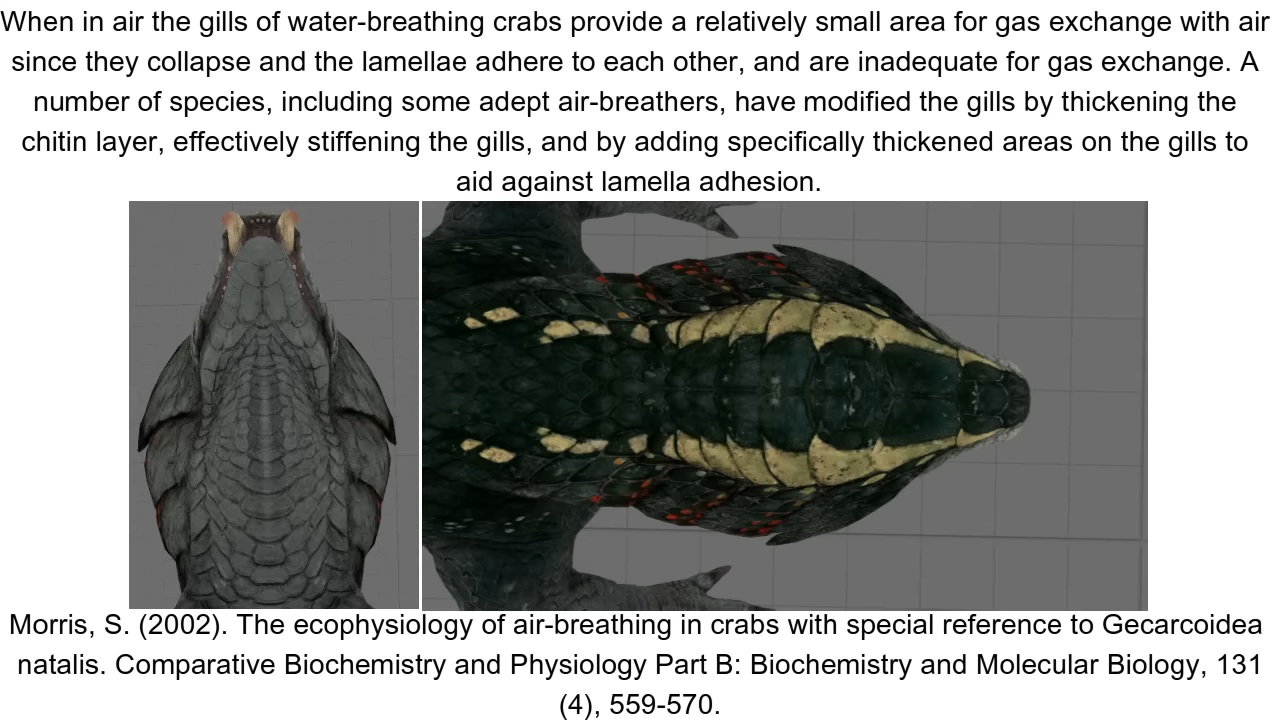 When in air the gills of water-breathing crabs provide a relatively small area for gas exchange with air
since they collapse and the lamellae adhere to each other, and are inadequate for gas exchange. A
number of species, including some adept air-breathers, have modified the gills by thickening the
chitin layer, effectively stiffening the gills, and by adding specifically thickened areas on the gills to
aid against lamella adhesion.
Morris, S. (2002). The ecophysiology of air-breathing in crabs with special reference to Gecarcoidea
natalis. Comparative Biochemistry and Physiology Part B: Biochemistry and Molecular Biology, 131
(4), 559-570.